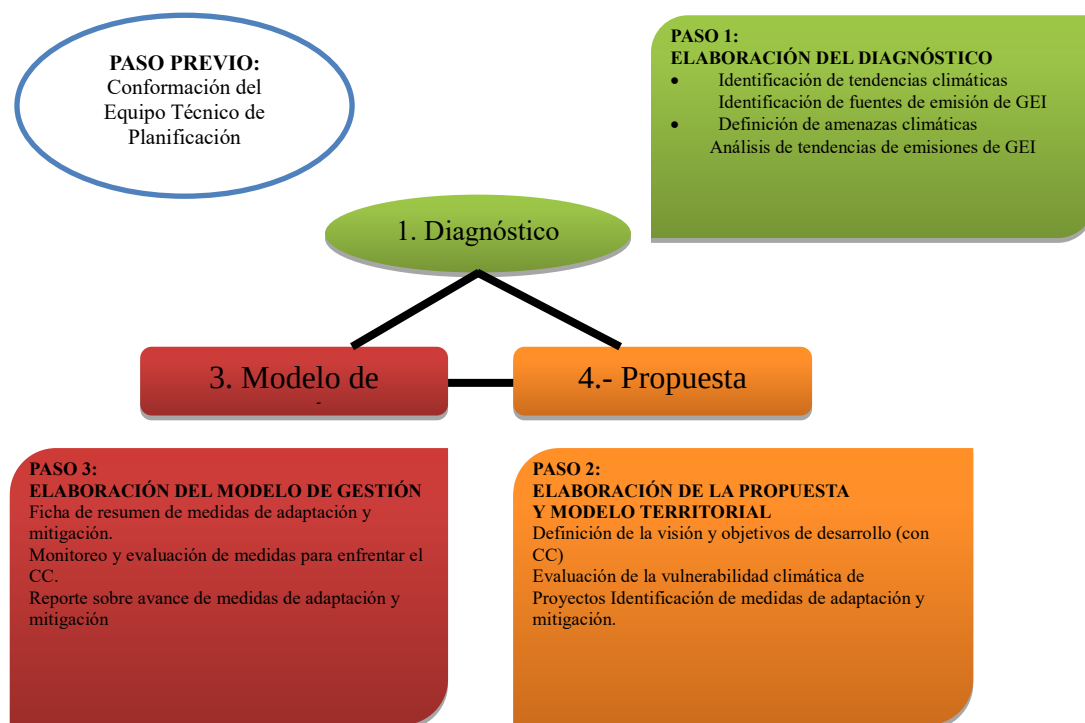 PASO PREVIO:
Conformación del
Equipo Técnico de
Planificación
PASO 1:
ELABORACIÓN DEL DIAGNÓSTICO
• Identificación de tendencias climáticas
Identificación de fuentes de emisión de GEI
• Definición de amenazas climáticas
Análisis de tendencias de emisiones de GEI
1. Diagnóstico
3. Modelo de
4.- Propuesta
PASO 3:
ELABORACIÓN DEL MODELO DE GESTIÓN
Ficha de resumen de medidas de adaptación y
mitigación.
Monitoreo y evaluación de medidas para enfrentar el
CC.
Reporte sobre avance de medidas de adaptación y
mitigación
PASO 2:
ELABORACIÓN DE LA PROPUESTA
Y MODELO TERRITORIAL
Definición de la visión y objetivos de desarrollo (con
CC)
Evaluación de la vulnerabilidad climática de
Proyectos Identificación de medidas de adaptación y
mitigación.